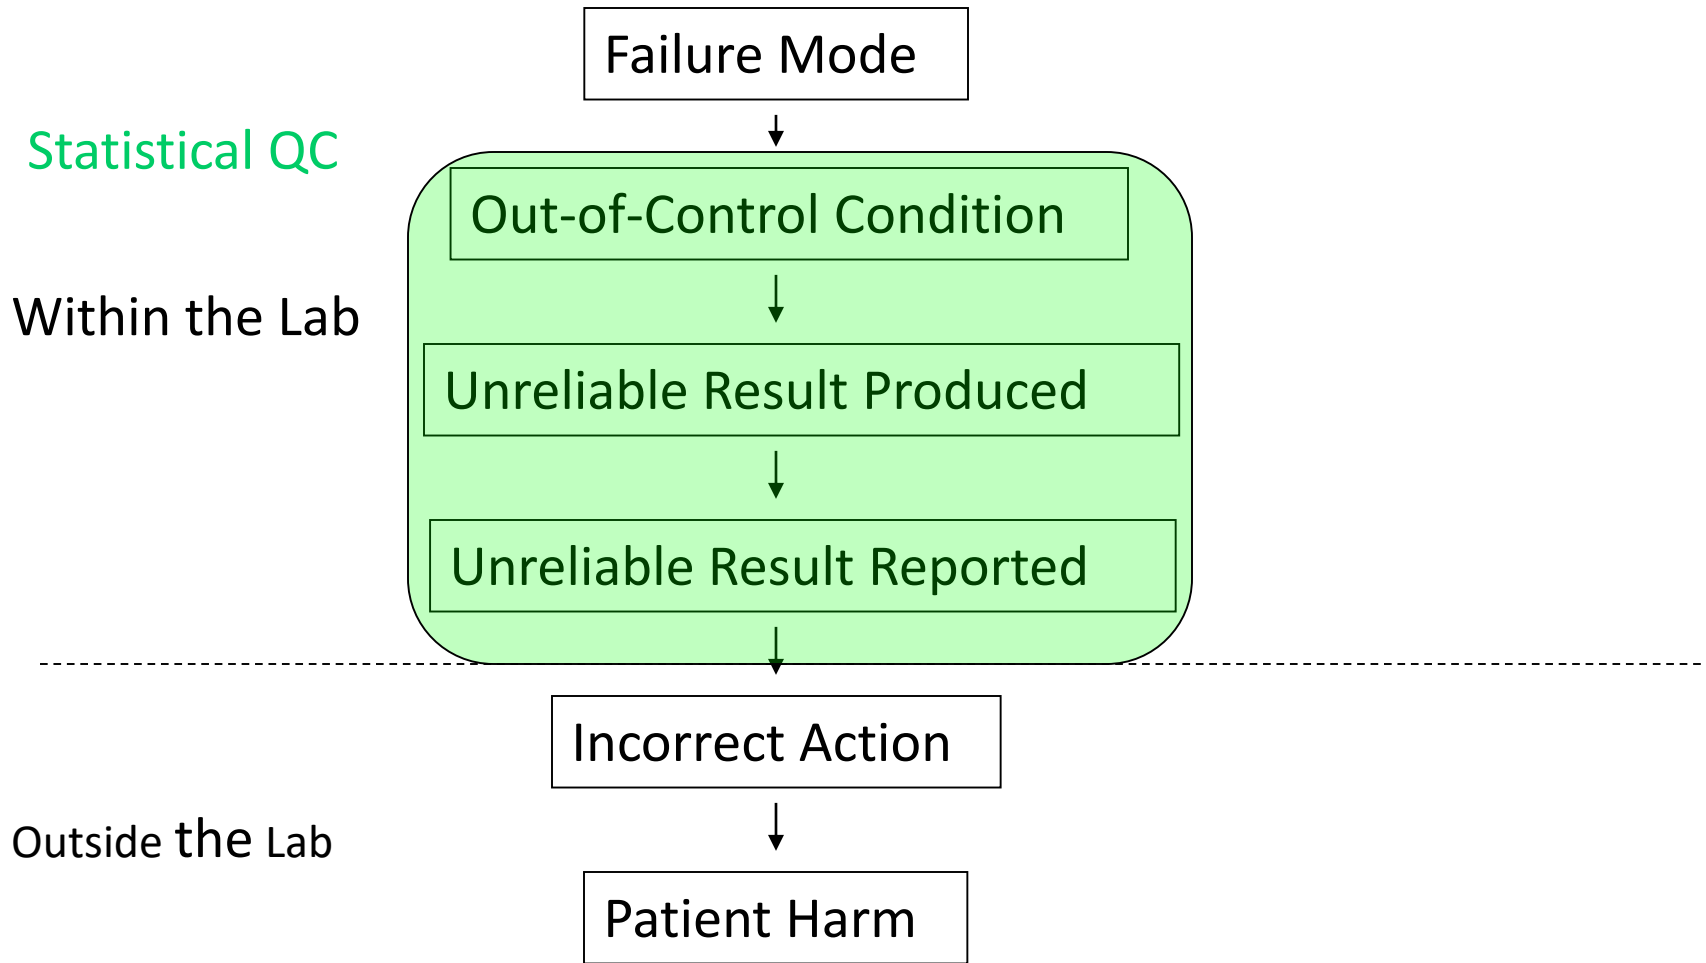 Failure Mode
Statistical QC
Out-of-Control Condition
Within the Lab
Unreliable Result Produced
Unreliable Result Reported
Incorrect Action
Outside the Lab
Patient Harm